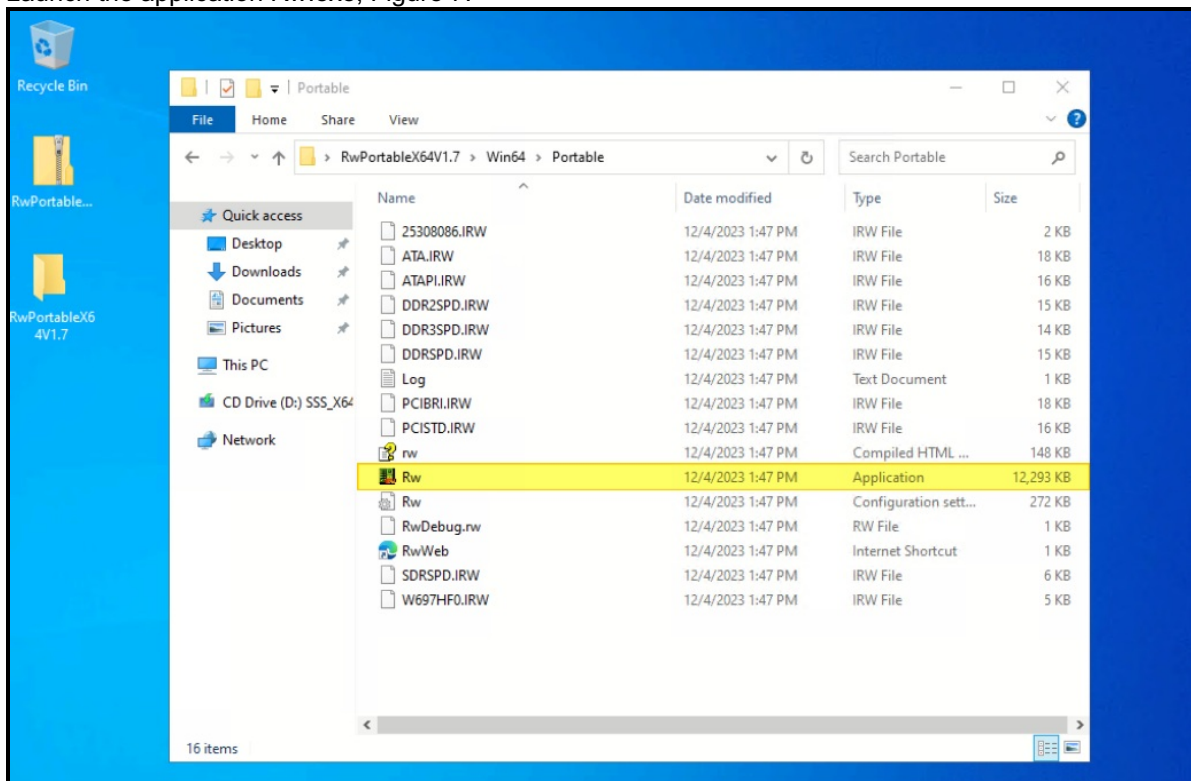 Recycle Bin
RwPortable...
RwPortableX6
4V1.7
Portable
File Home Share View
RwPortableX64V1.7 > Win64 > Portable
Search Portable
Quick access
Desktop
Downloads
Documents
Pictures
This PC
CD Drive (D:) SSS_X64
Network
Name Date modified Type Size
25308086.IRW 12/4/2023 1:47 PM IRW File 2 KB
ATA.IRW 12/4/2023 1:47 PM IRW File 18 KB
ATAPI.IRW 12/4/2023 1:47 PM IRW File 16 KB
DDR2SPD.IRW 12/4/2023 1:47 PM IRW File 15 KB
DDR3SPD.IRW 12/4/2023 1:47 PM IRW File 14 KB
DDRSPD.IRW 12/4/2023 1:47 PM IRW File 15 KB
Log 12/4/2023 1:47 PM Text Document 1 KB
PCIBRI.IRW 12/4/2023 1:47 PM IRW File 18 KB
PCISTD.IRW 12/4/2023 1:47 PM IRW File 16 KB
rw 12/4/2023 1:47 PM Compiled HTML ... 148 KB
Rw 12/4/2023 1:47 PM Application 12,293 KB
Rw 12/4/2023 1:47 PM Configuration sett... 272 KB
RwDebug.rw 12/4/2023 1:47 PM RW File 1 KB
RwWeb 12/4/2023 1:47 PM Internet Shortcut 1 KB
SDRSPD.IRW 12/4/2023 1:47 PM IRW File 6 KB
W697HF0.IRW 12/4/2023 1:47 PM IRW File 5 KB
16 items